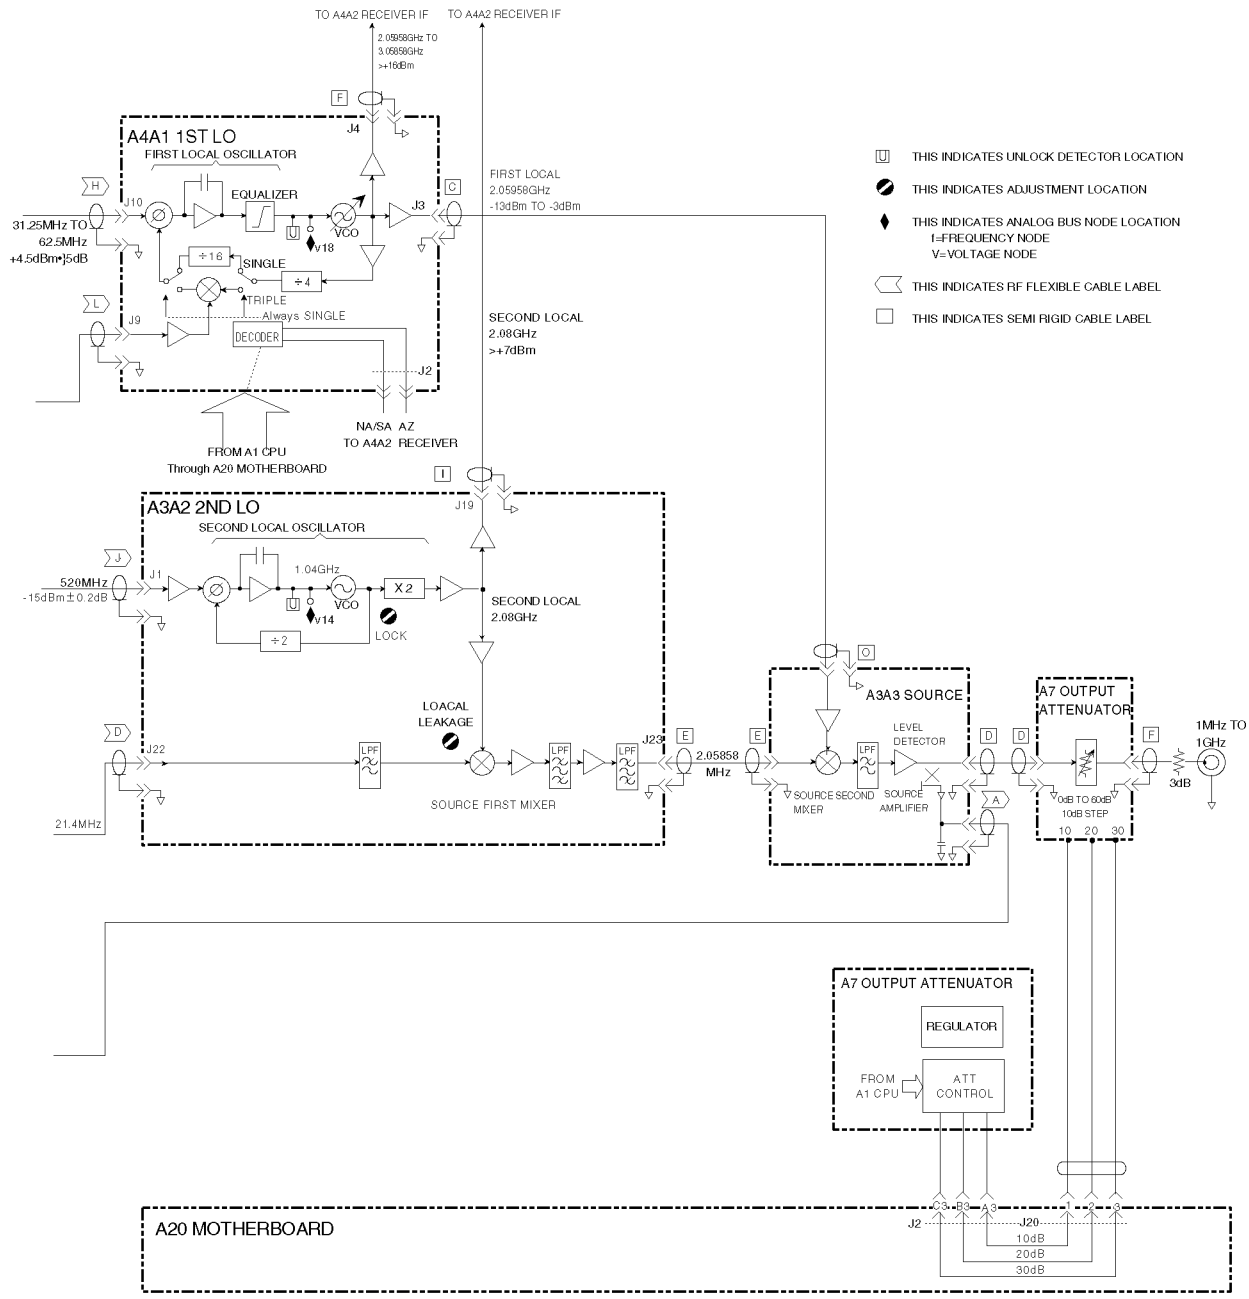 TO A4A2 RECEIVER IF
TO A4A2 RECEIVER IF
2.05958GHz TO
3.05858GHz
>+16dBm
F
J4
A4A1 1ST LO
FIRST LOCAL OSCILLATOR
H
J10
EQUALIZER
J3
C
FIRST LOCAL
2.05958GHz
-13dBm TO -3dBm
31.25MHz TO
62.5MHz
+4.5dBm•}5dB
Ø
U
V18
VCO
÷16
SINGLE
÷4
TRIPLE
Always SINGLE
L
J9
DECODER
J2
NA/SA AZ
TO A4A2 RECEIVER
FROM A1 CPU
Through A20 MOTHERBOARD
SECOND LOCAL
2.08GHz
>+7dBm
U THIS INDICATES UNLOCK DETECTOR LOCATION
THIS INDICATES ADJUSTMENT LOCATION
THIS INDICATES ANALOG BUS NODE LOCATION
f=FREQUENCY NODE
V=VOLTAGE NODE
THIS INDICATES RF FLEXIBLE CABLE LABEL
THIS INDICATES SEMI RIGID CABLE LABEL
I
J19
A3A2 2ND LO
SECOND LOCAL OSCILLATOR
J
J1
520MHz
-15dBm±0.2dB
Ø
1.04GHz
U
V14
VCO
X2
LOCK
÷2
SECOND LOCAL
2.08GHz
LOACAL
LEAKAGE
D
J22
LPF
LPF
LPF
J23
SOURCE FIRST MIXER
21.4MHz
E
2.05858
MHz
E
O
A3A3 SOURCE
LEVEL
DETECTOR
LPF
SOURCE SECOND
MIXER
SOURCE
AMPLIFIER
D
A
D
A7 OUTPUT
ATTENUATOR
0dB TO 60dB
10dB STEP
10 20 30
F
3dB
1MHz TO
1GHz
A7 OUTPUT ATTENUATOR
REGULATOR
FROM
A1 CPU
ATT
CONTROL
A20 MOTHERBOARD
C3 B3 A3
1 2 3
J2
J20
10dB
20dB
30dB